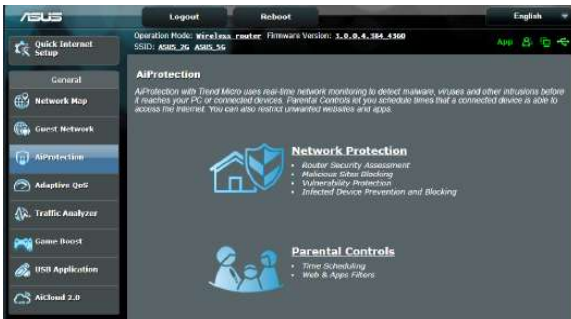 ASUS
Logout
Reboot
English
Quick Internet Setup
Operation Mode: Wireless router Firmware Version: 3.0.0.4.384_4360
SSID: ASUS_2G ASUS_5G
App
General
Network Map
Guest Network
AiProtection
Adaptive QoS
Traffic Analyzer
Game Boost
USB Application
AiCloud 2.0
AiProtection
AiProtection with Trend Micro uses real-time network monitoring to detect malware, viruses and other intrusions before
it reaches your PC or connected devices. Parental Controls let you schedule times that a connected device is able to
access the Internet. You can also restrict unwanted websites and apps.
Network Protection
• Router Security Assessment
• Malicious Sites Blocking
• Vulnerability Protection
• Infected Device Prevention and Blocking
Parental Controls
• Time Scheduling
• Web & Apps Filters